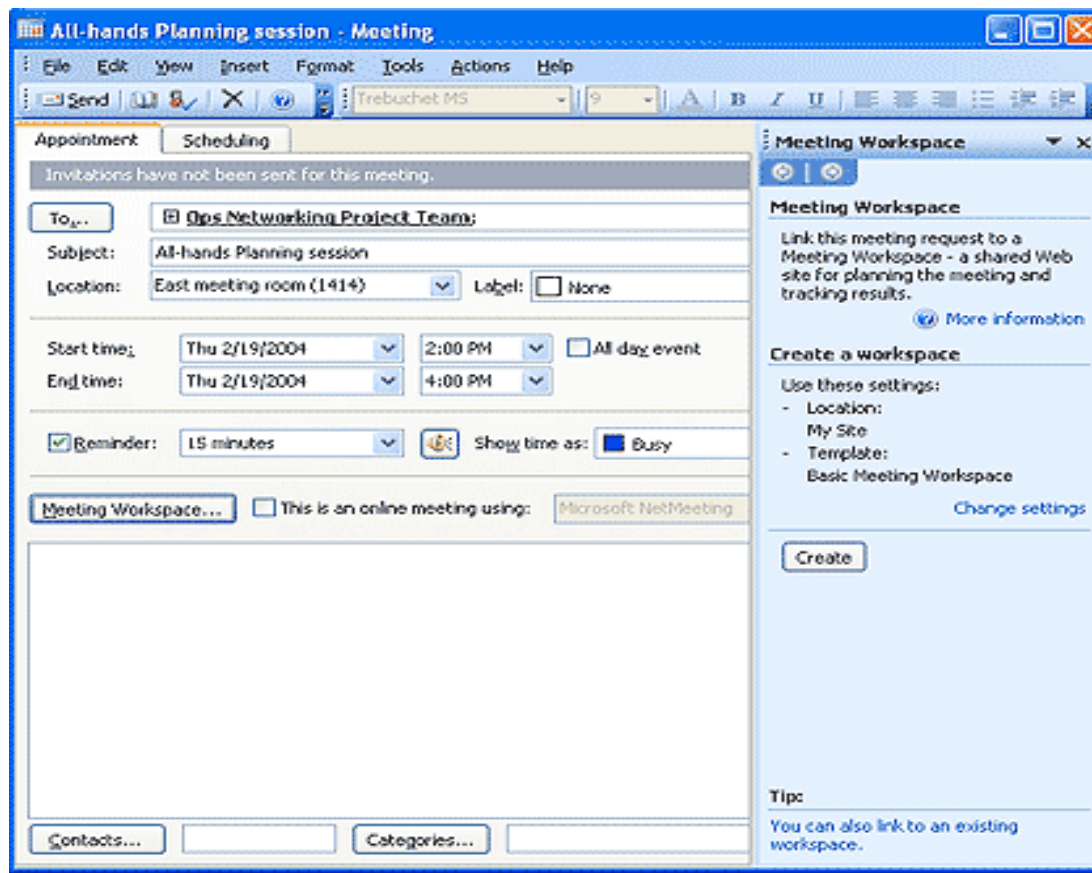 All-hands Planning session - Meeting
File Edit View Insert Format Tools Actions Help
Send Trebuchet MS 9 A B I U
Appointment Scheduling
Invitations have not been sent for this meeting.
To... Ops Networking Project Team;
Subject: All-hands Planning session
Location: East meeting room (1414) Label: None
Start time: Thu 2/19/2004 2:00 PM All day event
End time: Thu 2/19/2004 4:00 PM
Reminder: 15 minutes Show time as: Busy
Meeting Workspace... This is an online meeting using: Microsoft NetMeeting
Contacts... Categories...
Meeting Workspace
Meeting Workspace
Link this meeting request to a
Meeting Workspace - a shared Web
site for planning the meeting and
tracking results.
More information
Create a workspace
Use these settings:
- Location:
My Site
- Template:
Basic Meeting Workspace
Change settings
Create
Tip:
You can also link to an existing
workspace.